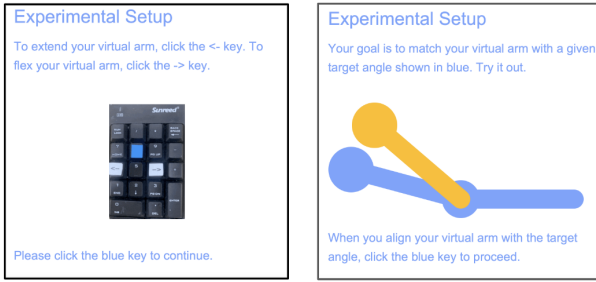 Experimental Setup
To extend your virtual arm, click the <- key. To
flex your virtual arm, click the -> key.
Sunreed
Please click the blue key to continue.
Experimental Setup
Your goal is to match your virtual arm with a given
target angle shown in blue. Try it out.
When you align your virtual arm with the target
angle, click the blue key to proceed.